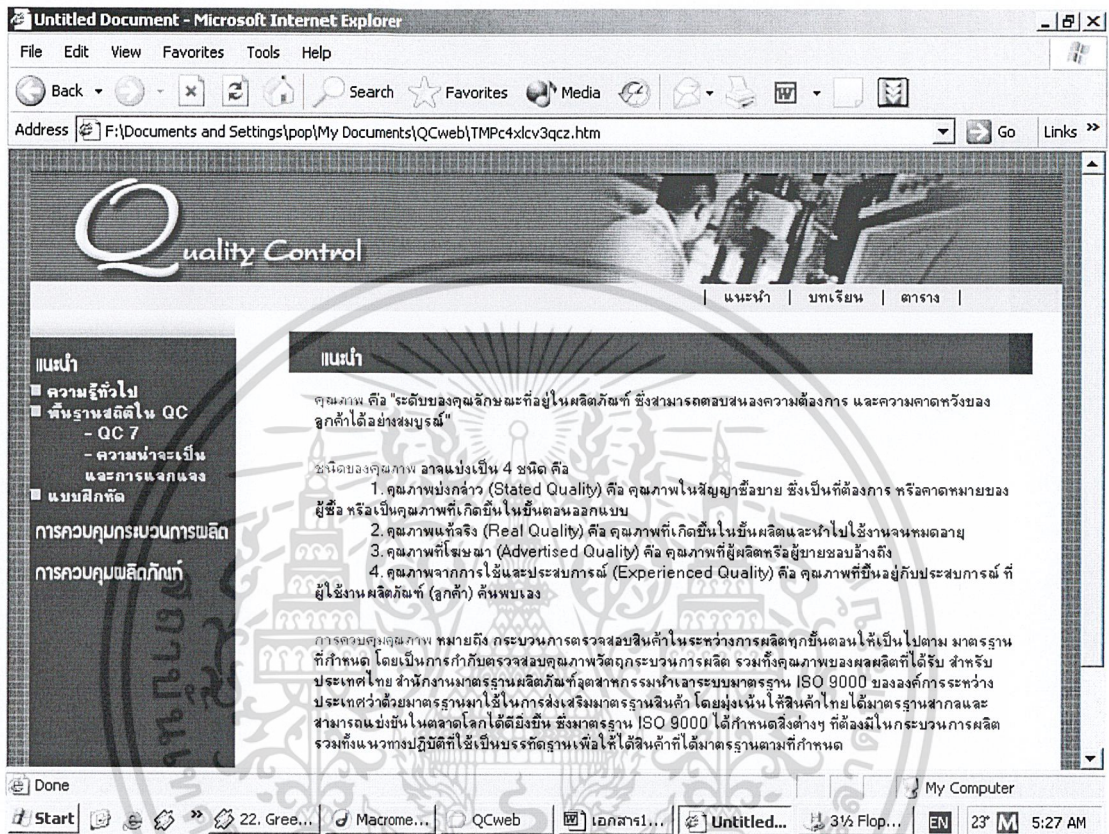 Untitled Document - Microsoft Internet Explorer
File Edit View Favorites Tools Help
Back Search Favorites Media
Address F:\Documents and Settings\pop\My Documents\QCweb\TMPc4xlcv3qcz.htm Go Links »
Quality Control
| แนะนำ | บทเรียน | ตาราง |
แนะนำ
ความรู้ทั่วไป
พื้นฐานสถิติใน QC
- QC 7
- ความน่าจะเป็น
และการแจกแจง
แบบฝึกหัด
การควบคุมกระบวนการผลิต
การควบคุมผลิตภัณฑ์
แนะนำ
คุณภาพ คือ "ระดับของคุณลักษณะที่อยู่ในผลิตภัณฑ์ ซึ่งสามารถตอบสนองความต้องการ และความคาดหวังของ
ลูกค้าได้อย่างสมบูรณ์"
ชนิดของคุณภาพ อาจแบ่งเป็น 4 ชนิด คือ
1. คุณภาพบ่งกล่าว (Stated Quality) คือ คุณภาพในสัญญาซื้อขาย ซึ่งเป็นที่ต้องการ หรือคาดหมายของ
ผู้ซื้อ หรือเป็นคุณภาพที่เกิดขึ้นในขั้นตอนออกแบบ
2. คุณภาพแท้จริง (Real Quality) คือ คุณภาพที่เกิดขึ้นในขั้นผลิตและนำไปใช้งานจนหมดอายุ
3. คุณภาพที่โฆษณา (Advertised Quality) คือ คุณภาพที่ผู้ผลิตหรือผู้ขายชอบอ้างถึง
4. คุณภาพจากการใช้และประสบการณ์ (Experienced Quality) คือ คุณภาพที่ขึ้นอยู่กับประสบการณ์ ที่
ผู้ใช้งานผลิตภัณฑ์ (ลูกค้า) ค้นพบเอง
การควบคุมคุณภาพ หมายถึง กระบวนการตรวจสอบสินค้าในระหว่างการผลิตทุกขั้นตอนให้เป็นไปตาม มาตรฐาน
ที่กำหนด โดยเป็นการกำกับตรวจสอบคุณภาพวัตถุกระบวนการผลิต รวมทั้งคุณภาพของผลผลิตที่ได้รับ สำหรับ
ประเทศไทย สำนักงานมาตรฐานผลิตภัณฑ์อุตสาหกรรมนำเอาระบบมาตรฐาน ISO 9000 ขององค์การระหว่าง
ประเทศว่าด้วยมาตรฐานมาใช้ในการส่งเสริมมาตรฐานสินค้า โดยมุ่งเน้นให้สินค้าไทยได้มาตรฐานสากลและ
สามารถแข่งขันในตลาดโลกได้ดียิ่งขึ้น ซึ่งมาตรฐาน ISO 9000 ได้กำหนดสิ่งต่างๆ ที่ต้องมีในกระบวนการผลิต
รวมทั้งแนวทางปฏิบัติที่ใช้เป็นบรรทัดฐานเพื่อให้ได้สินค้าที่ได้มาตรฐานตามที่กำหนด
Done My Computer
Start » 22. Gree... Macrome... QCweb เอกสาร1... Untitled... 3½ Flop... EN 23° M 5:27 AM